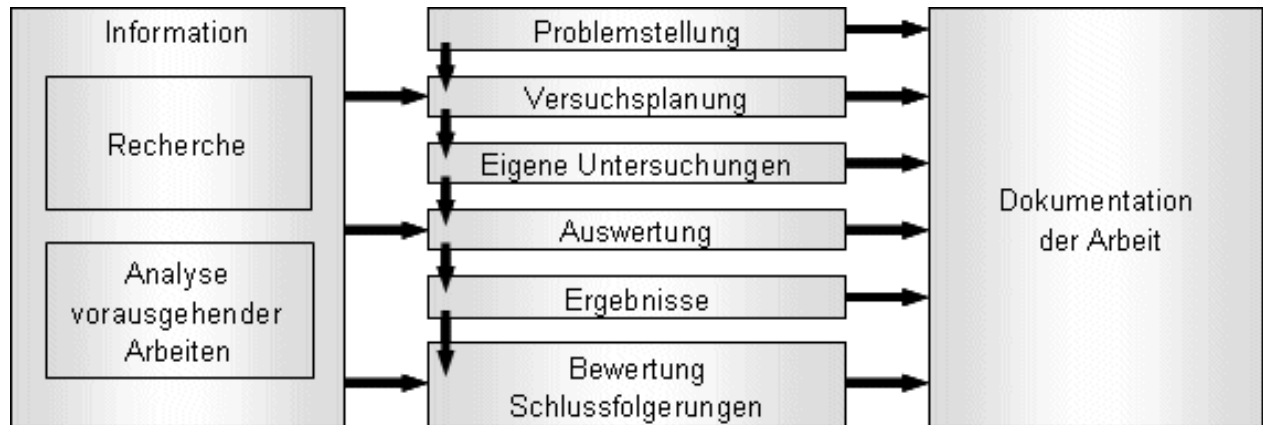 Information
Recherche
Analyse
vorausgehender
Arbeiten
Problemstellung
Versuchsplanung
Eigene Untersuchungen
Auswertung
Ergebnisse
Bewertung
Schlussfolgerungen
Dokumentation
der Arbeit